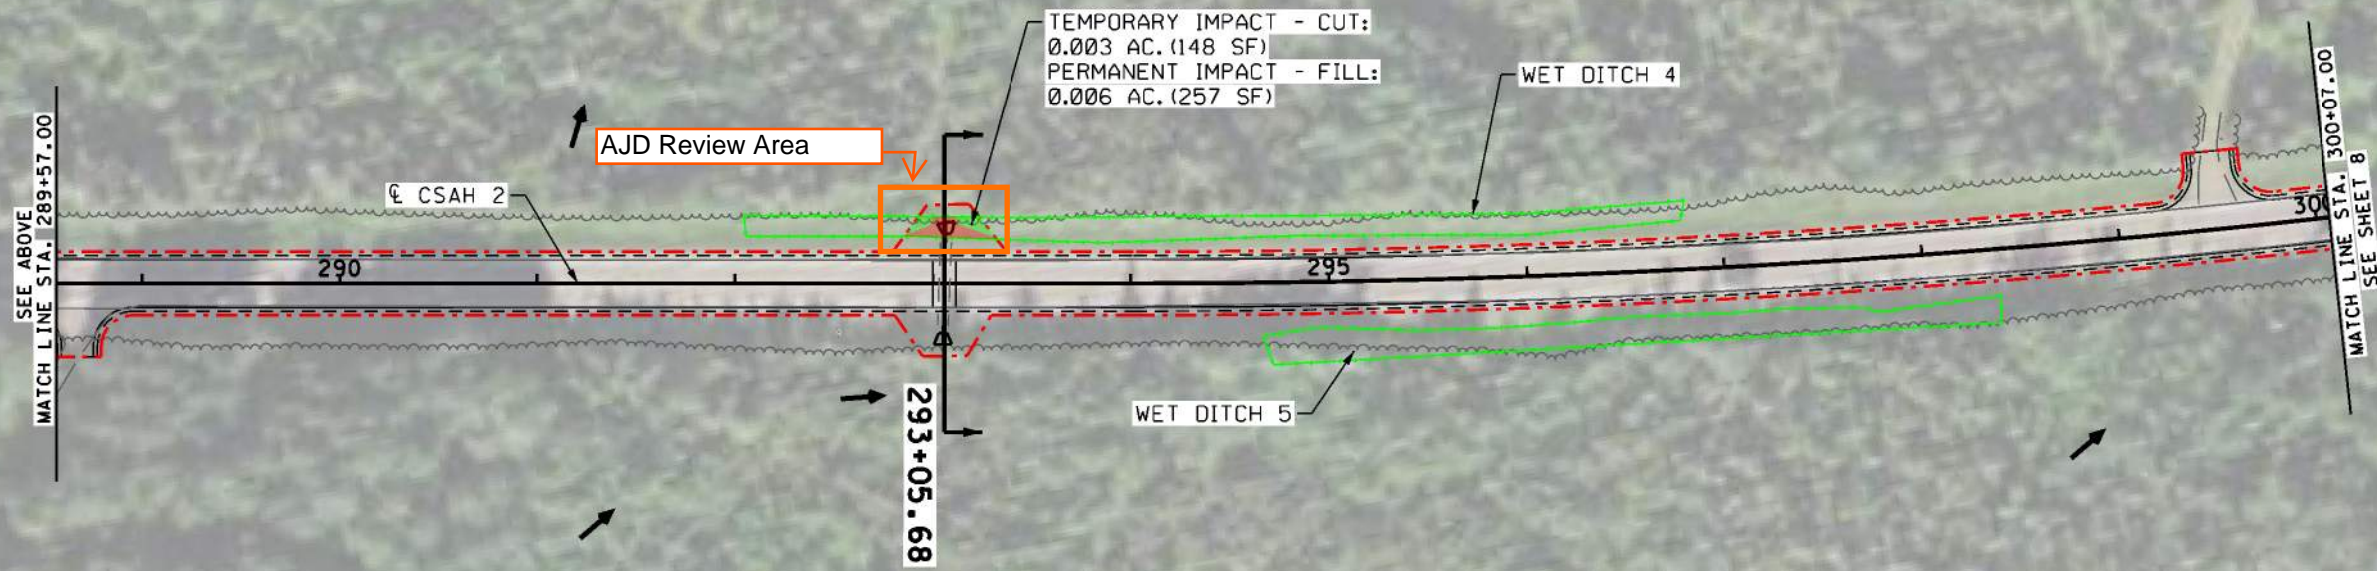 TEMPORARY IMPACT - CUT:
0.003 AC. (148 SF)
PERMANENT IMPACT - FILL:
0.006 AC. (257 SF)
WET DITCH 4
AJD Review Area
℄ CSAH 2
SEE ABOVE
MATCH LINE STA. 289+57.00
290
295
300
MATCH LINE STA. 300+07.00
SEE SHEET 8
WET DITCH 5
293+05.68